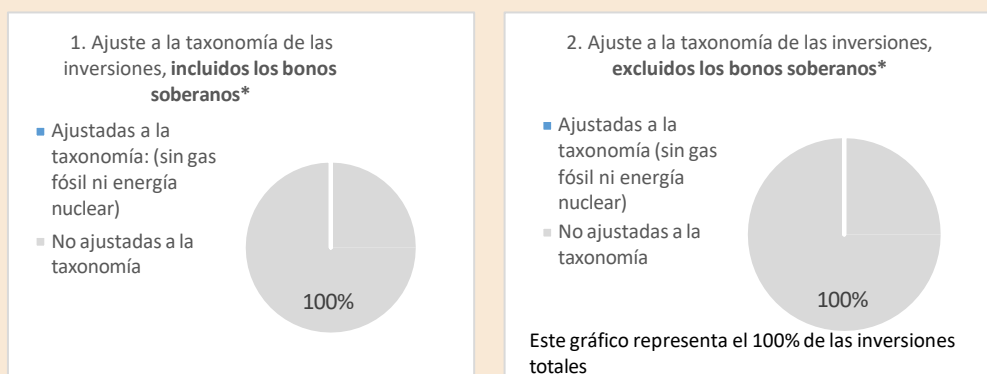 1. Ajuste a la taxonomía de las
inversiones, incluidos los bonos
soberanos*
Ajustadas a la
taxonomía: (sin gas
fósil ni energía
nuclear)
No ajustadas a la
taxonomía
100%
2. Ajuste a la taxonomía de las inversiones,
excluidos los bonos soberanos*
Ajustadas a la
taxonomía (sin gas
fósil ni energía
nuclear)
No ajustadas a la
taxonomía
100%
Este gráfico representa el 100% de las inversiones
totales